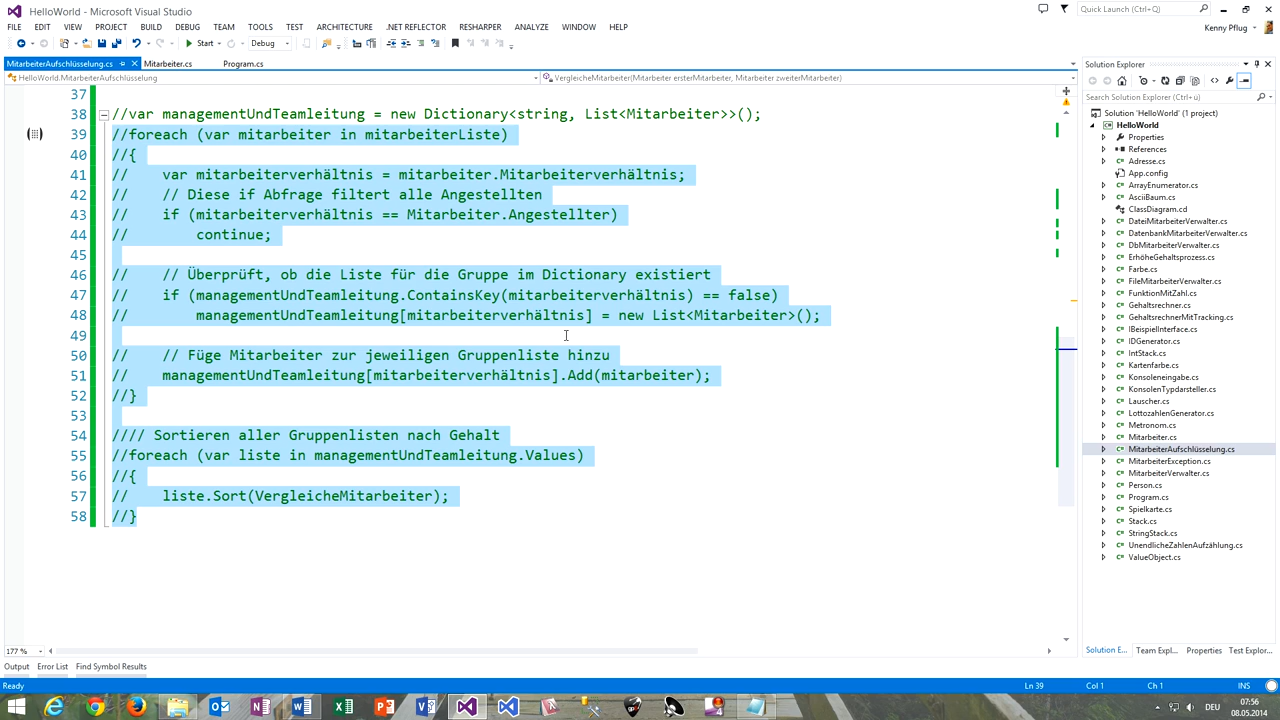 HelloWorld - Microsoft Visual Studio
Quick Launch (Ctrl+Q)
FILE EDIT VIEW PROJECT BUILD DEBUG TEAM TOOLS TEST ARCHITECTURE .NET REFLECTOR RESHARPER ANALYZE WINDOW HELP
Kenny Pflug
Start Debug
MitarbeiterAufschlüsselung.cs Mitarbeiter.cs Program.cs
HelloWorld.MitarbeiterAufschlüsselung VergleicheMitarbeiter(Mitarbeiter ersterMitarbeiter, Mitarbeiter zweiterMitarbeiter)
37
38 //var managementUndTeamleitung = new Dictionary<string, List<Mitarbeiter>>();
39 //foreach (var mitarbeiter in mitarbeiterListe)
40 //{
41 // var mitarbeiterverhältnis = mitarbeiter.Mitarbeiterverhältnis;
42 // // Diese if Abfrage filtert alle Angestellten
43 // if (mitarbeiterverhältnis == Mitarbeiter.Angestellter)
44 // continue;
45
46 // // Überprüft, ob die Liste für die Gruppe im Dictionary existiert
47 // if (managementUndTeamleitung.ContainsKey(mitarbeiterverhältnis) == false)
48 // managementUndTeamleitung[mitarbeiterverhältnis] = new List<Mitarbeiter>();
49
50 // // Füge Mitarbeiter zur jeweiligen Gruppenliste hinzu
51 // managementUndTeamleitung[mitarbeiterverhältnis].Add(mitarbeiter);
52 //}
53
54 //// Sortieren aller Gruppenlisten nach Gehalt
55 //foreach (var liste in managementUndTeamleitung.Values)
56 //{
57 // liste.Sort(VergleicheMitarbeiter);
58 //}
177 %
Solution Explorer
Search Solution Explorer (Ctrl+ü)
Solution 'HelloWorld' (1 project)
HelloWorld
Properties
References
Adresse.cs
App.config
ArrayEnumerator.cs
AsciiBaum.cs
ClassDiagram.cd
DateiMitarbeiterVerwalter.cs
DatenbankMitarbeiterVerwalter.cs
DbMitarbeiterVerwalter.cs
ErhöheGehaltsprozess.cs
Farbe.cs
FileMitarbeiterVerwalter.cs
FunktionMitZahl.cs
Gehaltsrechner.cs
GehaltsrechnerMitTracking.cs
IBeispielInterface.cs
IDGenerator.cs
IntStack.cs
Kartenfarbe.cs
Konsoleneingabe.cs
KonsolenTypdarsteller.cs
Lauscher.cs
LottozahlenGenerator.cs
Metronom.cs
Mitarbeiter.cs
MitarbeiterAufschlüsselung.cs
MitarbeiterException.cs
MitarbeiterVerwalter.cs
Person.cs
Program.cs
Spielkarte.cs
Stack.cs
StringStack.cs
UnendlicheZahlenAufzählung.cs
ValueObject.cs
Solution E... Team Expl... Properties Test Explor...
Output Error List Find Symbol Results
Ready Ln 39 Col 1 Ch 1 INS
DEU 07:56
08.05.2014